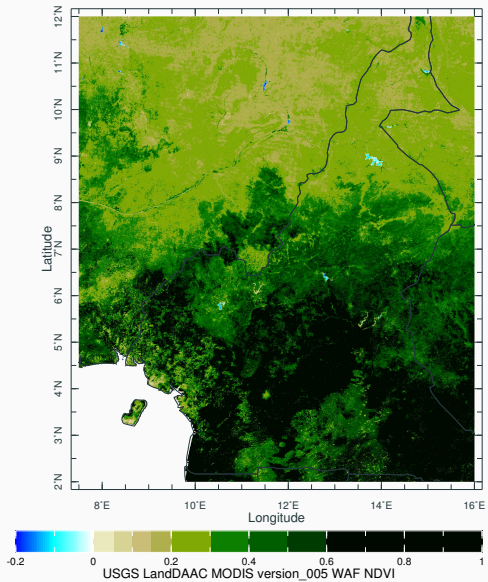 12°N
11°N
10°N
9°N
8°N
7°N
6°N
5°N
4°N
3°N
2°N
Latitude
8°E 10°E 12°E 14°E 16°E
Longitude
-0.2 0 0.2 0.4 0.6 0.8 1
USGS LandDAAC MODIS version_005 WAF NDVI